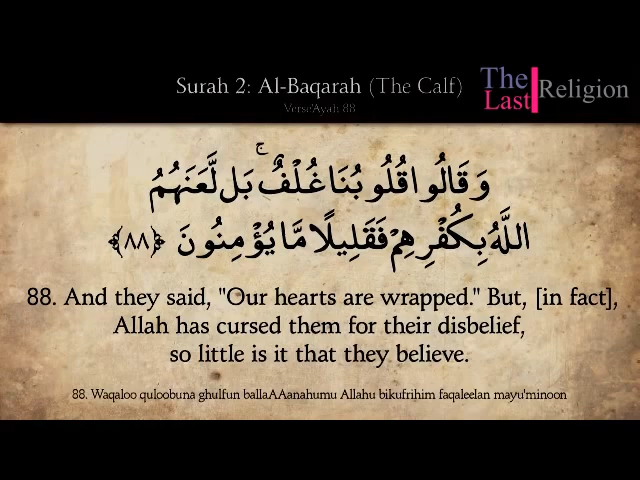 Surah 2: Al-Baqarah (The Calf)
Verse/Ayah 88
The Last Religion
وَقَالُوا قُلُوبُنَا غُلْفٌ ۚ بَل لَّعَنَهُمُ
اللَّهُ بِكُفْرِهِمْ فَقَلِيلًا مَّا يُؤْمِنُونَ ﴿٨٨﴾
88. And they said, "Our hearts are wrapped." But, [in fact],
Allah has cursed them for their disbelief,
so little is it that they believe.
88. Waqaloo quloobuna ghulfun ballaAAanahumu Allahu bikufrihim faqaleelan mayu'minoon